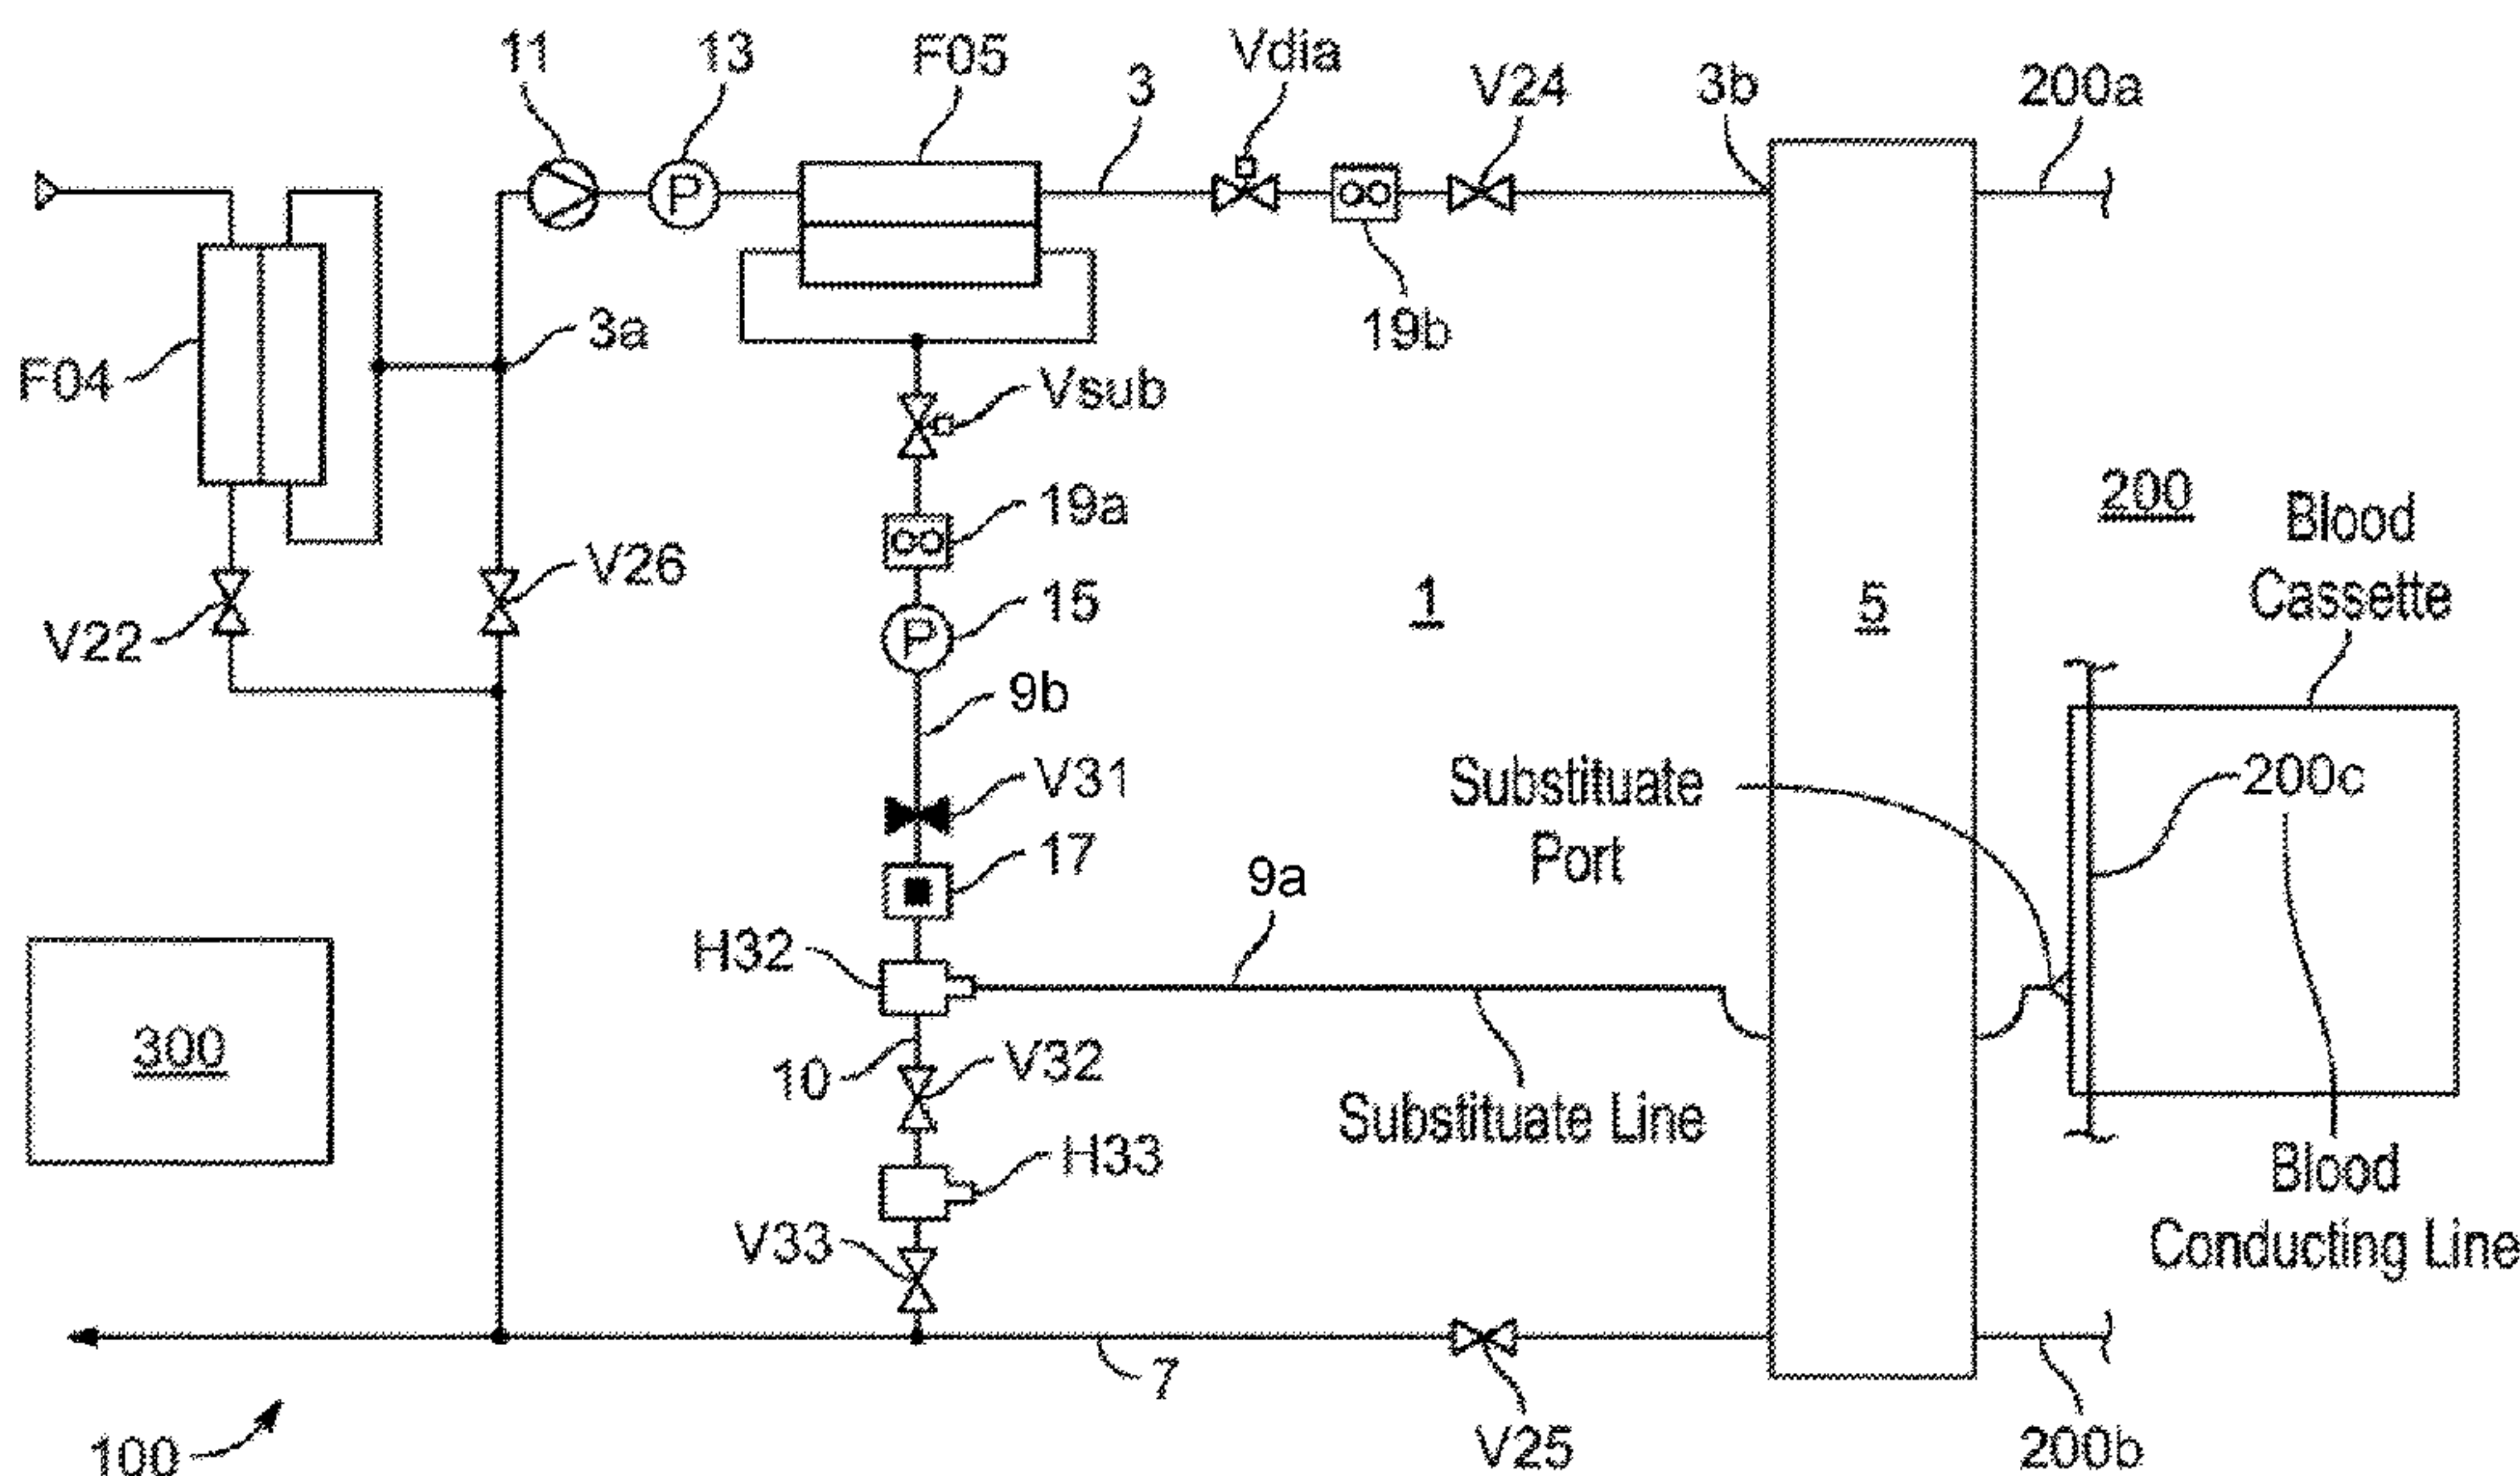 11
13
F05
3
Vdia
V24
3b
200a
P
F04
3a
19b
Vsub
19a
V26
V22
15
P
9b
1
5
200
Blood
Cassette
V31
Substituate
Port
200c
17
9a
H32
300
10
V32
Substituate Line
H33
Blood
Conducting Line
V33
7
V25
200b
100